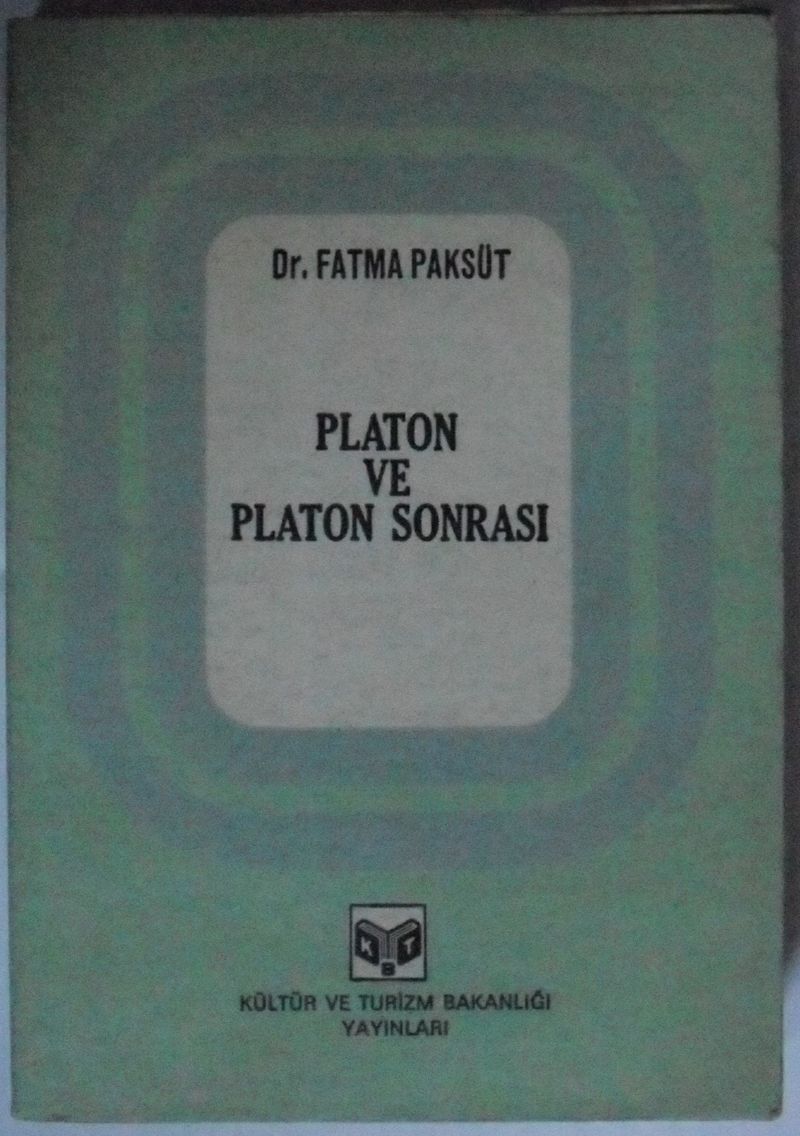 Dr. FATMA PAKSÜT
PLATON
VE
PLATON SONRASI
K B T
KÜLTÜR VE TURİZM BAKANLIĞI
YAYINLARI